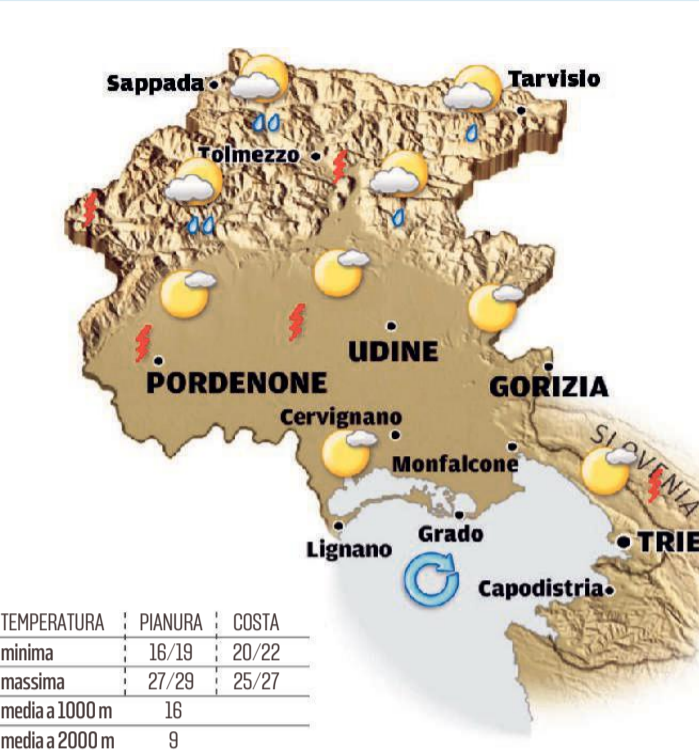 Sappada
Tarvisio
Tolmezzo
UDINE
PORDENONE
GORIZIA
Cervignano
SLOVENIA
Monfalcone
Grado
TRIE
Lignano
Capodistria
TEMPERATURA PIANURA COSTA
minima 16/19 20/22
massima 27/29 25/27
media a 1000 m 16
media a 2000 m 9